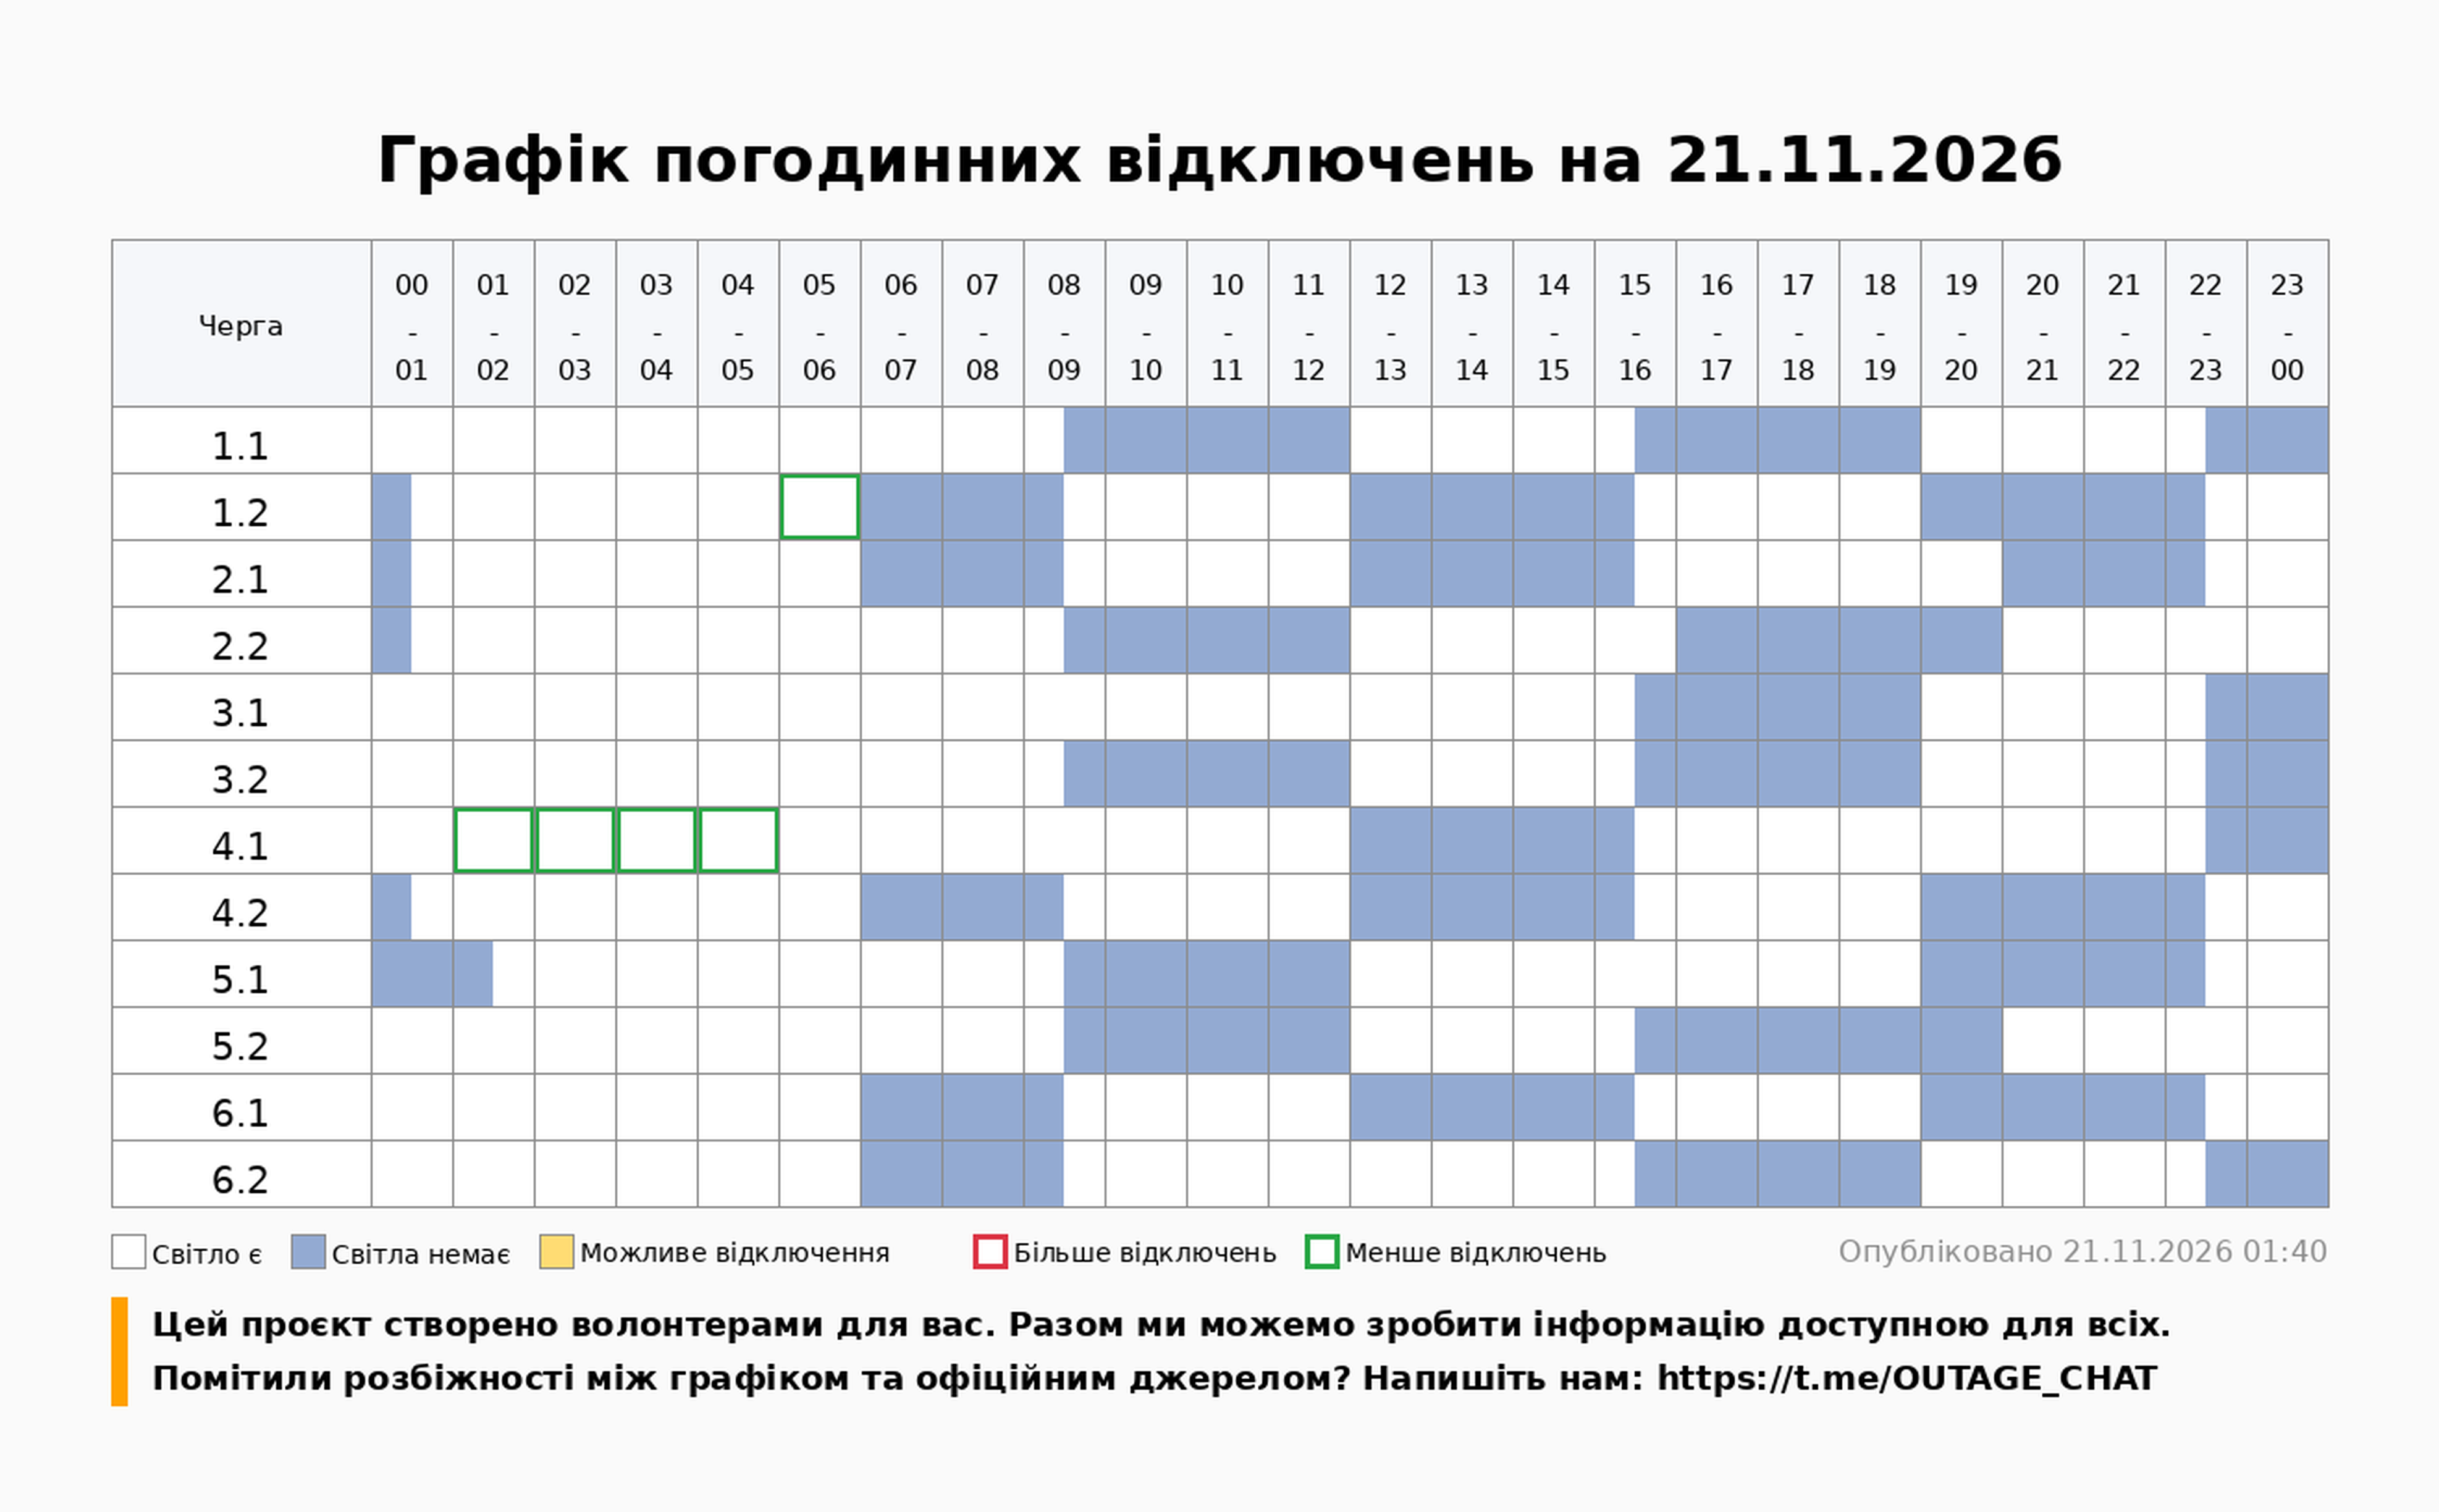 Графік погодинних відключень на 21.11.2026
Черга
00 - 01
01 - 02
02 - 03
03 - 04
04 - 05
05 - 06
06 - 07
07 - 08
08 - 09
09 - 10
10 - 11
11 - 12
12 - 13
13 - 14
14 - 15
15 - 16
16 - 17
17 - 18
18 - 19
19 - 20
20 - 21
21 - 22
22 - 23
23 - 00
1.1
1.2
2.1
2.2
3.1
3.2
4.1
4.2
5.1
5.2
6.1
6.2
Світло є Світла немає Можливе відключення Більше відключень Менше відключень Опубліковано 21.11.2026 01:40
Цей проєкт створено волонтерами для вас. Разом ми можемо зробити інформацію доступною для всіх.
Помітили розбіжності між графіком та офіційним джерелом? Напишіть нам: https://t.me/OUTAGE_CHAT